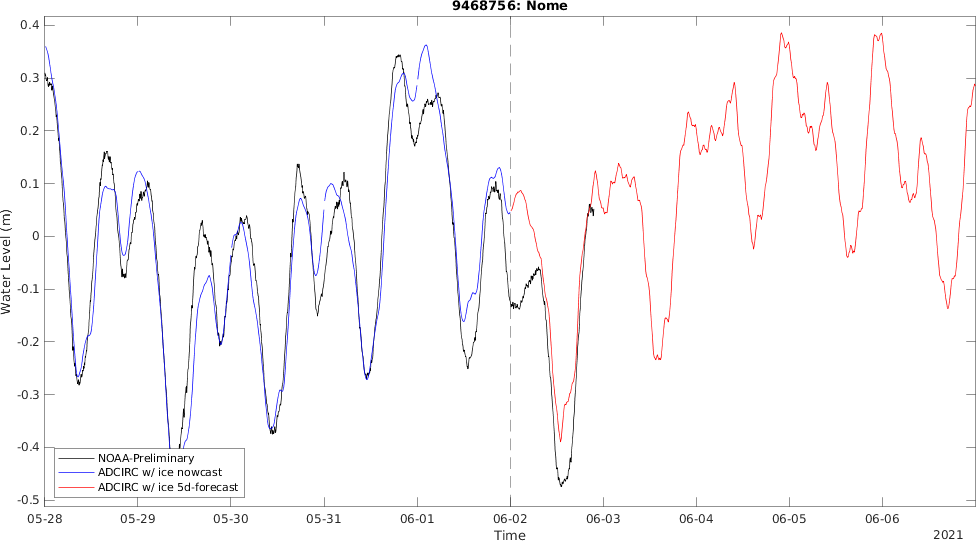 9468756: Nome
0.4
0.3
0.2
0.1
0
-0.1
-0.2
-0.3
-0.4
-0.5
Water Level (m)
NOAA-Preliminary
ADCIRC w/ ice nowcast
ADCIRC w/ ice 5d-forecast
05-28 05-29 05-30 05-31 06-01 06-02 06-03 06-04 06-05 06-06
Time
2021